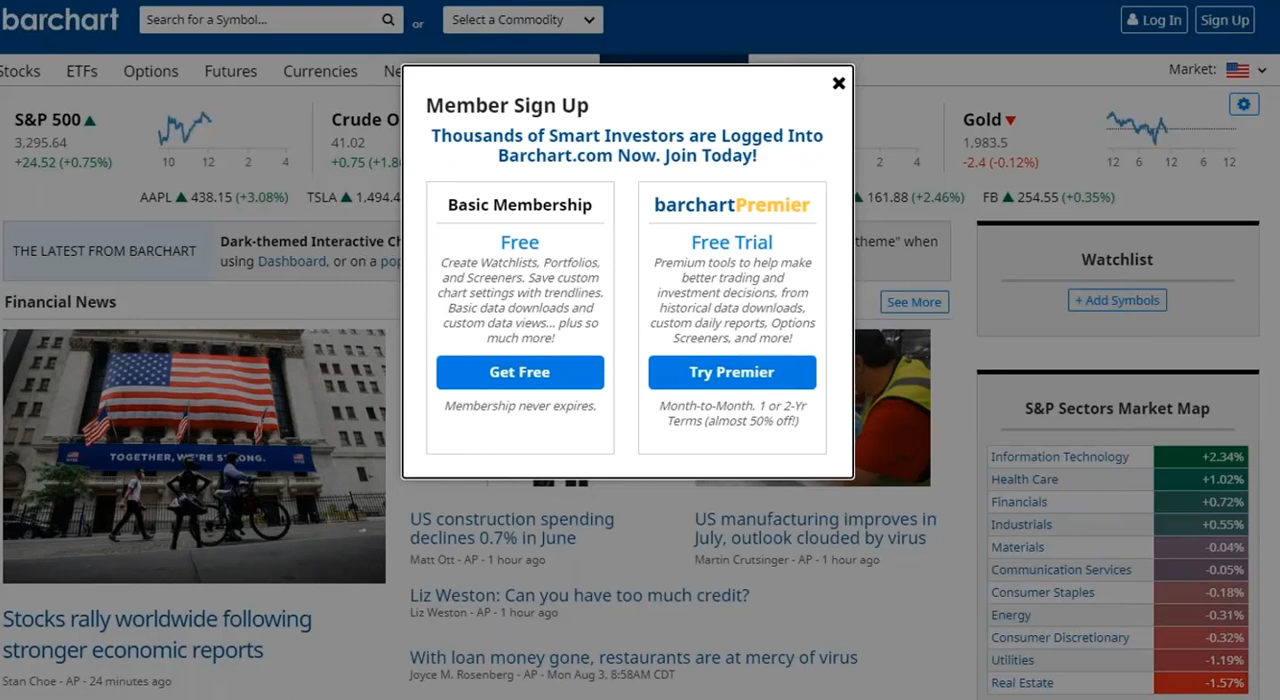 barchart
Search for a Symbol...
or
Select a Commodity
Log In
Sign Up
Stocks
ETFs
Options
Futures
Currencies
Ne
Market:
S&P 500
3,295.64
+24.52 (+0.75%)
10 12 2 4
Crude O
41.02
+0.75 (+1.8
2 4
Gold
1,983.5
-2.4 (-0.12%)
12 6 12 6 12
AAPL 438.15 (+3.08%)
TSLA 1,494.4
161.88 (+2.46%)
FB 254.55 (+0.35%)
Member Sign Up
Thousands of Smart Investors are Logged Into
Barchart.com Now. Join Today!
Basic Membership
Free
Create Watchlists, Portfolios,
and Screeners. Save custom
chart settings with trendlines.
Basic data downloads and
custom data views... plus so
much more!
Get Free
Membership never expires.
barchartPremier
Free Trial
Premium tools to help make
better trading and
investment decisions, from
historical data downloads,
custom daily reports, Options
Screeners, and more!
Try Premier
Month-to-Month. 1 or 2-Yr
Terms (almost 50% off!)
THE LATEST FROM BARCHART
Dark-themed Interactive Ch
theme" when
using Dashboard, or on a pop
Financial News
See More
TOGETHER, WE'RE STRONG.
Stocks rally worldwide following
stronger economic reports
Stan Choe - AP - 24 minutes ago
US construction spending
declines 0.7% in June
Matt Ott - AP - 1 hour ago
US manufacturing improves in
July, outlook clouded by virus
Martin Crutsinger - AP - 1 hour ago
Liz Weston: Can you have too much credit?
Liz Weston - AP - 1 hour ago
With loan money gone, restaurants are at mercy of virus
Joyce M. Rosenberg - AP - Mon Aug 3, 8:58AM CDT
Watchlist
+ Add Symbols
S&P Sectors Market Map
Information Technology +2.34%
Health Care +1.02%
Financials +0.72%
Industrials +0.55%
Materials -0.04%
Communication Services -0.05%
Consumer Staples -0.18%
Energy -0.31%
Consumer Discretionary -0.32%
Utilities -1.19%
Real Estate -1.57%